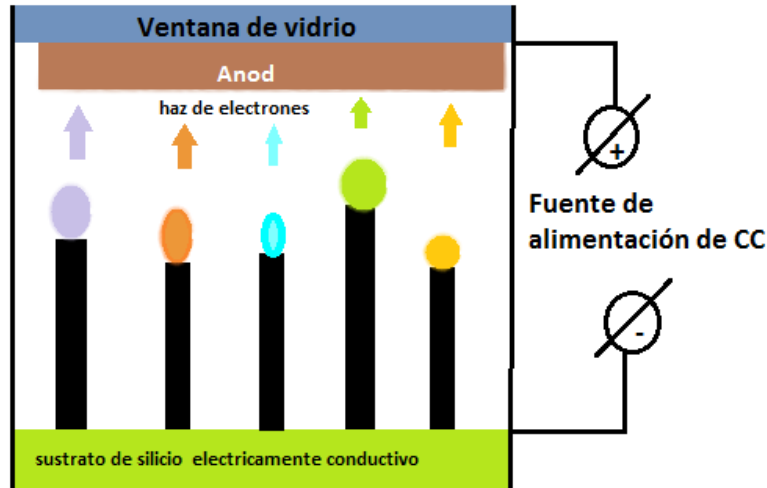 Ventana de vidrio
Anod
haz de electrones
+
Fuente de
alimentación de CC
-
sustrato de silicio electricamente conductivo